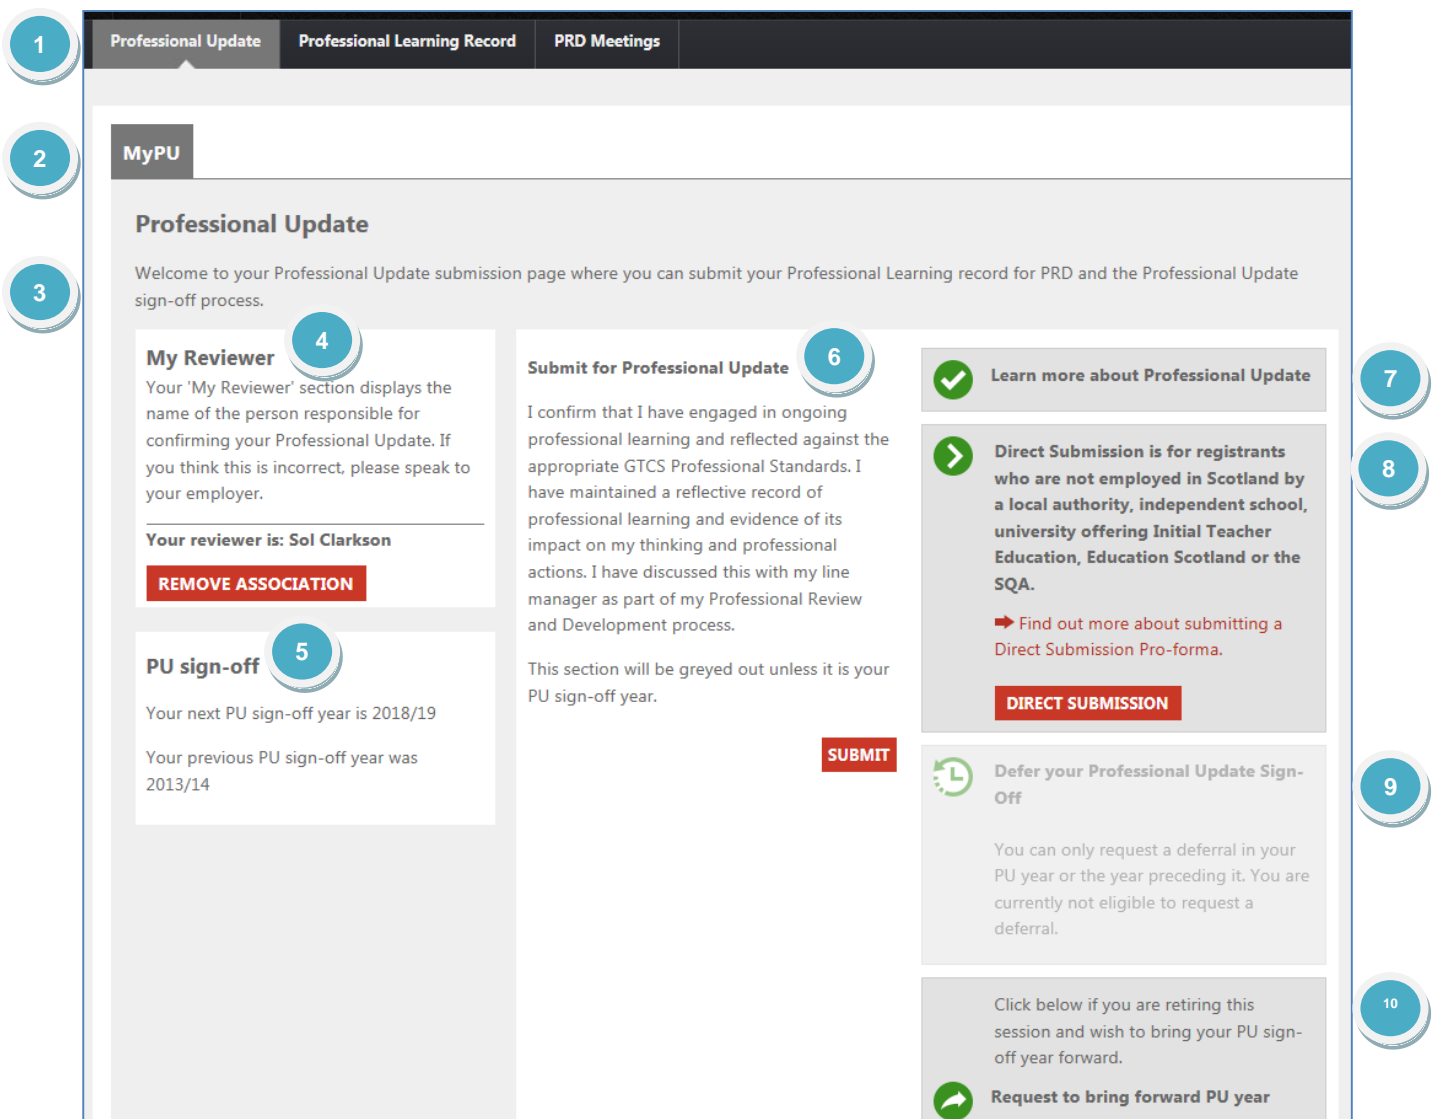 1
Professional Update
Professional Learning Record
PRD Meetings
2
MyPU
Professional Update
3
Welcome to your Professional Update submission page where you can submit your Professional Learning record for PRD and the Professional Update
sign-off process.
4
My Reviewer
Your 'My Reviewer' section displays the
name of the person responsible for
confirming your Professional Update. If
you think this is incorrect, please speak to
your employer.
Your reviewer is: Sol Clarkson
REMOVE ASSOCIATION
5
PU sign-off
Your next PU sign-off year is 2018/19
Your previous PU sign-off year was
2013/14
6
Submit for Professional Update
I confirm that I have engaged in ongoing
professional learning and reflected against the
appropriate GTCS Professional Standards. I
have maintained a reflective record of
professional learning and evidence of its
impact on my thinking and professional
actions. I have discussed this with my line
manager as part of my Professional Review
and Development process.
This section will be greyed out unless it is your
PU sign-off year.
SUBMIT
7
Learn more about Professional Update
8
Direct Submission is for registrants
who are not employed in Scotland by
a local authority, independent school,
university offering Initial Teacher
Education, Education Scotland or the
SQA.
Find out more about submitting a
Direct Submission Pro-forma.
DIRECT SUBMISSION
9
Defer your Professional Update Sign-
Off
You can only request a deferral in your
PU year or the year preceding it. You are
currently not eligible to request a
deferral.
10
Click below if you are retiring this
session and wish to bring your PU sign-
off year forward.
Request to bring forward PU year